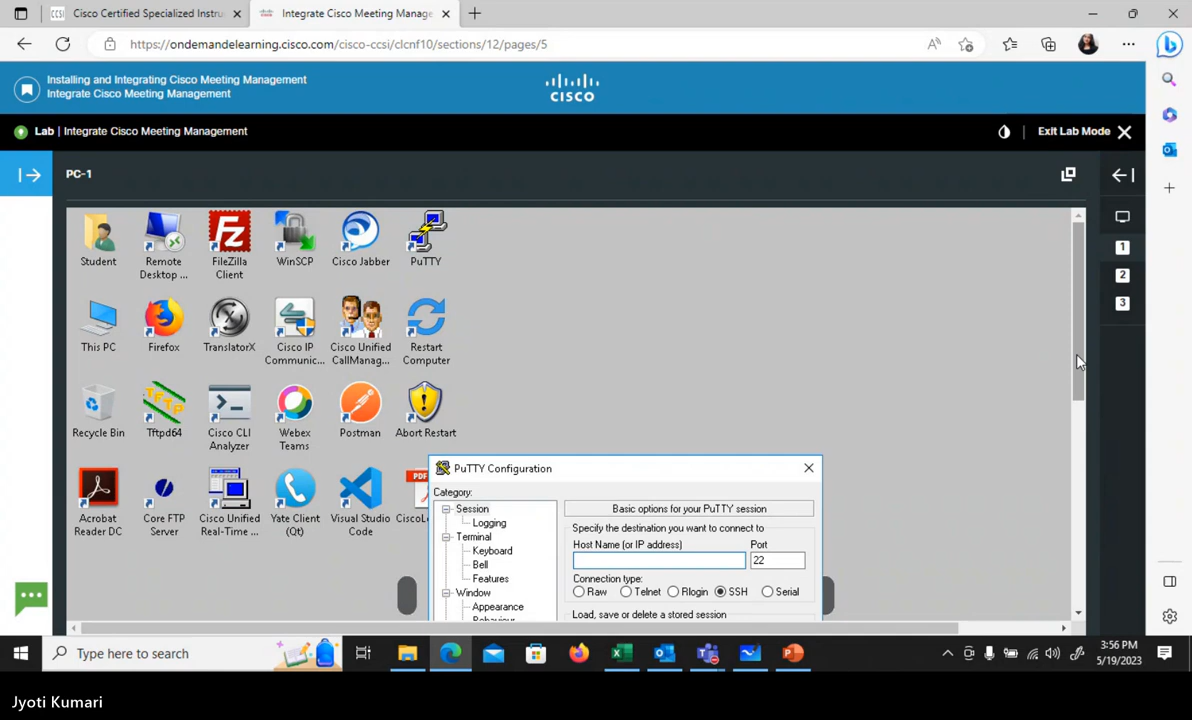 Cisco Certified Specialized Instru
Integrate Cisco Meeting Manage
https://ondemandelearning.cisco.com/cisco-ccsi/clcnf10/sections/12/pages/5
Installing and Integrating Cisco Meeting Management
Integrate Cisco Meeting Management
CISCO
Lab | Integrate Cisco Meeting Management
Exit Lab Mode
PC-1
1
2
3
Student
Remote
Desktop ...
FileZilla
Client
WinSCP
Cisco Jabber
PuTTY
This PC
Firefox
TranslatorX
Cisco IP
Communic...
Cisco Unified
CallManag...
Restart
Computer
Recycle Bin
Tftpd64
Cisco CLI
Analyzer
Webex
Teams
Postman
Abort Restart
Acrobat
Reader DC
Core FTP
Server
Cisco Unified
Real-Time ...
Yate Client
(Qt)
Visual Studio
Code
PDF
CiscoL
PuTTY Configuration
Category:
Session
Logging
Terminal
Keyboard
Bell
Features
Window
Appearance
Basic options for your PuTTY session
Specify the destination you want to connect to
Host Name (or IP address)
Port
22
Connection type:
Raw
Telnet
Rlogin
SSH
Serial
Load, save or delete a stored session
Type here to search
3:56 PM
5/19/2023
Jyoti Kumari